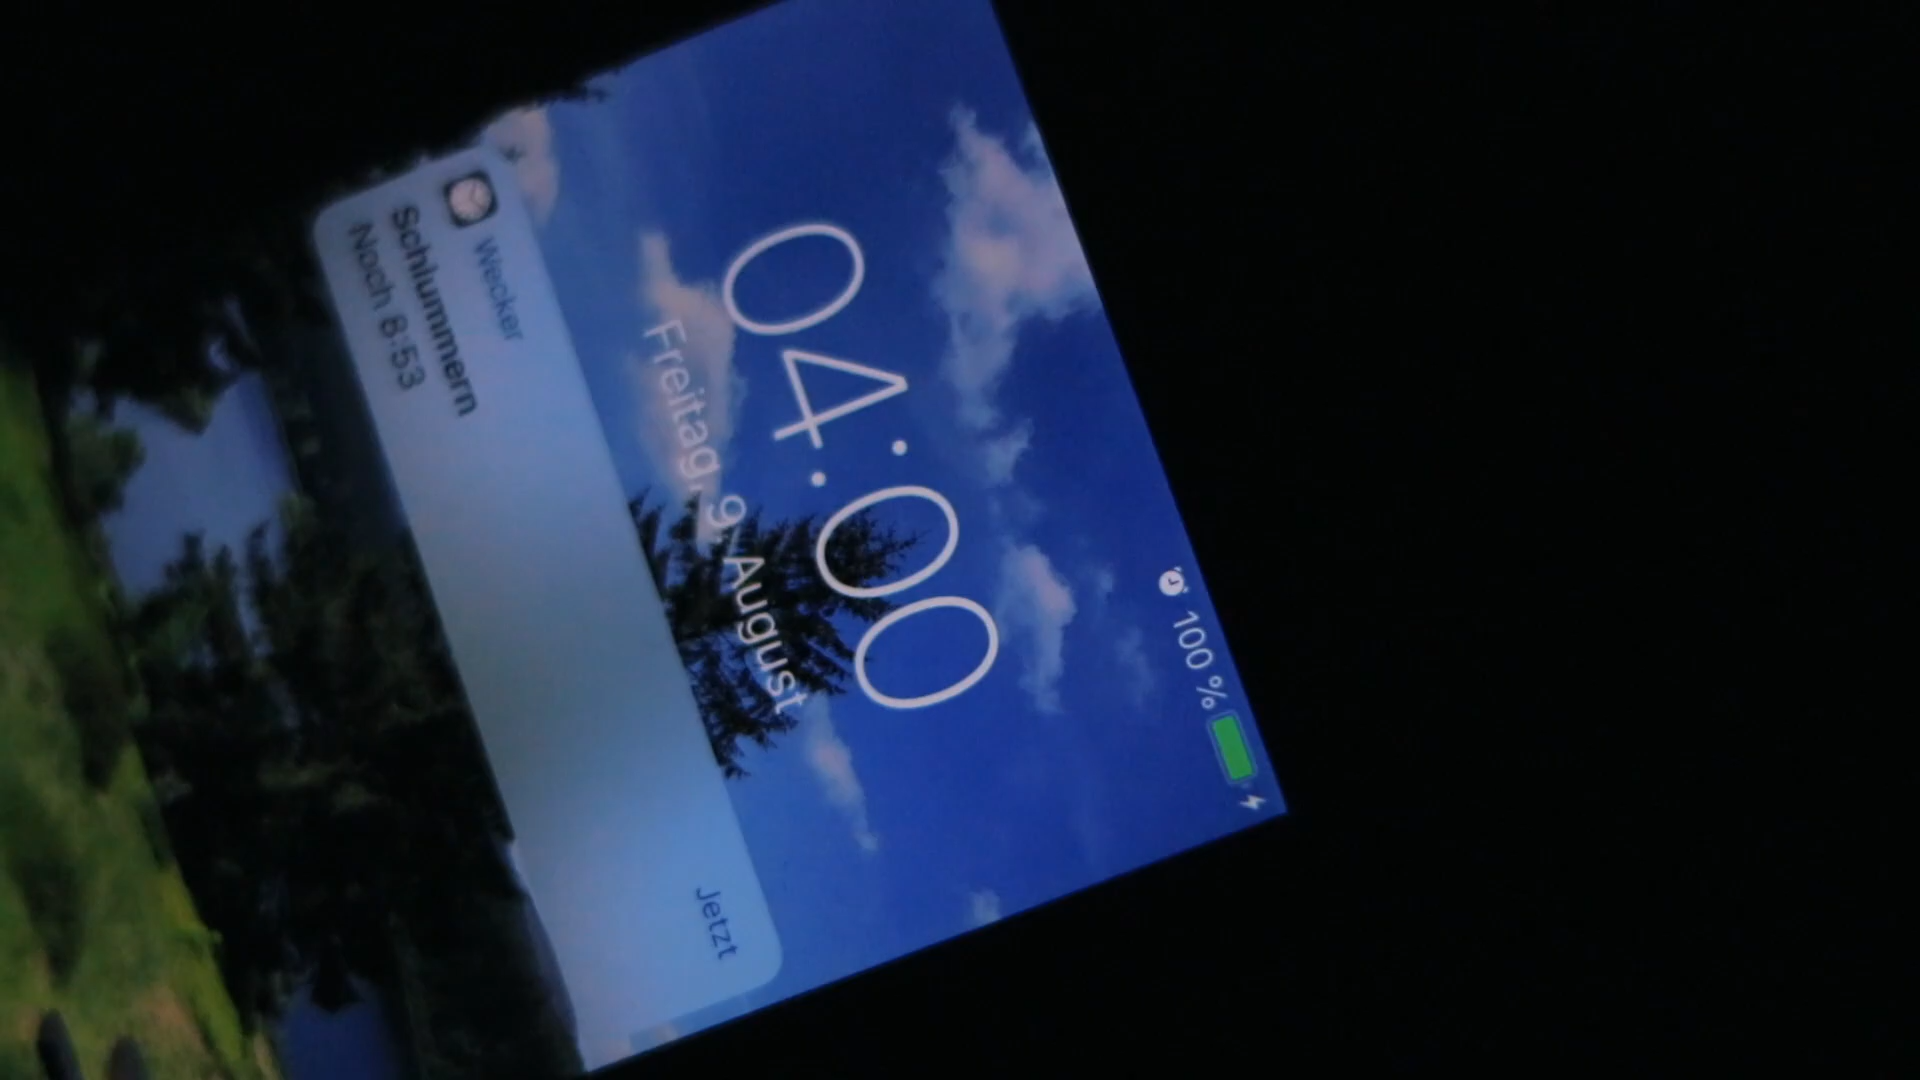 100 %
04:00
Freitag, 9. August
Wecker
Jetzt
Schlummern
Noch 8:53